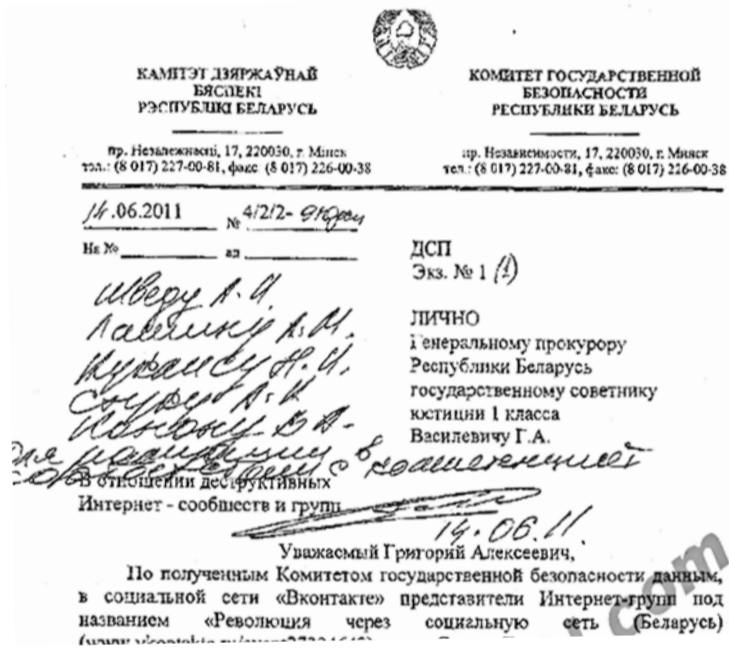 КАМІТЭТ ДЗЯРЖАЎНАЙ
БЯСПЕКІ
РЭСПУБЛІКІ БЕЛАРУСЬ
пр. Незалежнасці, 17, 220030, г. Мінск
тэл.: (8 017) 227-00-81, факс: (8 017) 226-00-38
КОМИТЕТ ГОСУДАРСТВЕННОЙ
БЕЗОПАСНОСТИ
РЕСПУБЛИКИ БЕЛАРУСЬ
пр. Независимости, 17, 220030, г. Минск
тел.: (8 017) 227-00-81, факс: (8 017) 226-00-38
14.06.2011 № 4/2/2-
На № ад
ДСП
Экз. № 1 (1)
Шведу А.И.
А.М.
Н.И.
А.И.
Конону В.А.
ЛИЧНО
Генеральному прокурору
Республики Беларусь
государственному советнику
юстиции 1 класса
Василевичу Г.А.
для в
соответствии с компетенцией
В отношении деструктивных
Интернет - сообществ и групп
14.06.11
Уважаемый Григорий Алексеевич,
По полученным Комитетом государственной безопасности данным,
в социальной сети «Вконтакте» представители Интернет-групп под
названием «Революция через социальную сеть (Беларусь)
.com